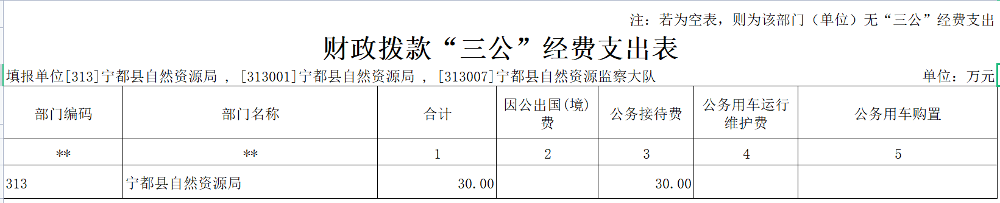 注：若为空表，则为该部门（单位）无“三公”经费支出
财政拨款“三公”经费支出表
填报单位[313]宁都县自然资源局 , [313001]宁都县自然资源局 , [313007]宁都县自然资源监察大队 单位：万元
部门编码 部门名称 合计 因公出国(境)费 公务接待费 公务用车运行维护费 公务用车购置
** ** 1 2 3 4 5
313 宁都县自然资源局 30.00 30.00